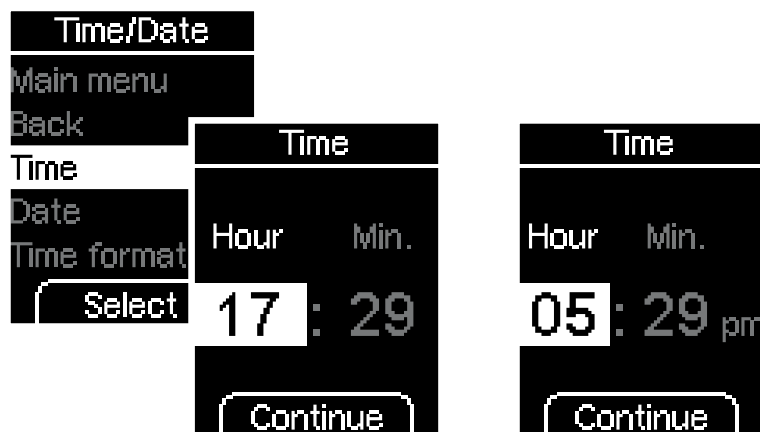 Time/Date
Main menu
Back
Time
Date
Time format
Select
Time
Hour Min.
17 : 29
Continue
Time
Hour Min.
05 : 29 pm
Continue